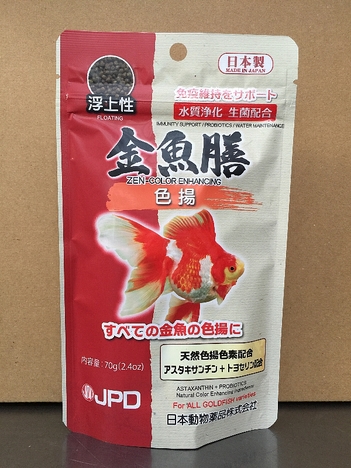 日本製
MADE IN JAPAN
浮上性
FLOATING
免疫維持をサポート
水質浄化 生菌配合
IMMUNITY SUPPORT / PROBIOTICS / WATER MAINTENANCE
金魚膳
ZEN-COLOR ENHANCING
色揚
すべての金魚の色揚に
内容量:70g(2.4oz)
天然色揚色素配合
アスタキサンチン+トヨセリン配合
ASTAXANTHIN + PROBIOTICS
Natural Color Enhancing Ingredients
For ALL GOLDFISH varieties
JPD
日本動物薬品株式会社